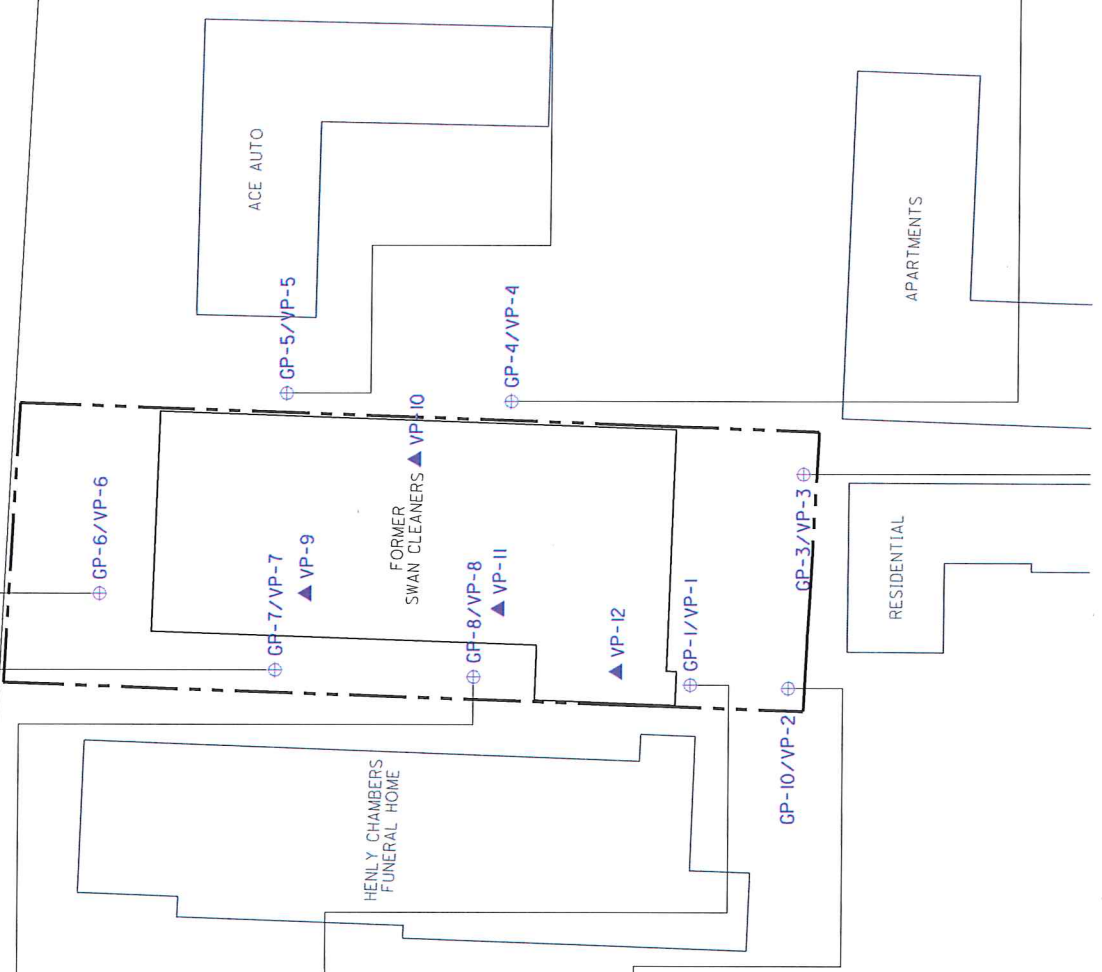 ACE AUTO
APARTMENTS
GP-5/VP-5
GP-4/VP-4
VP-10
GP-6/VP-6
FORMER
SWAN CLEANERS
GP-3/VP-3
RESIDENTIAL
GP-7/VP-7
VP-9
GP-8/VP-8
VP-11
VP-12
GP-1/VP-1
GP-10/VP-2
HENLY CHAMBERS
FUNERAL HOME